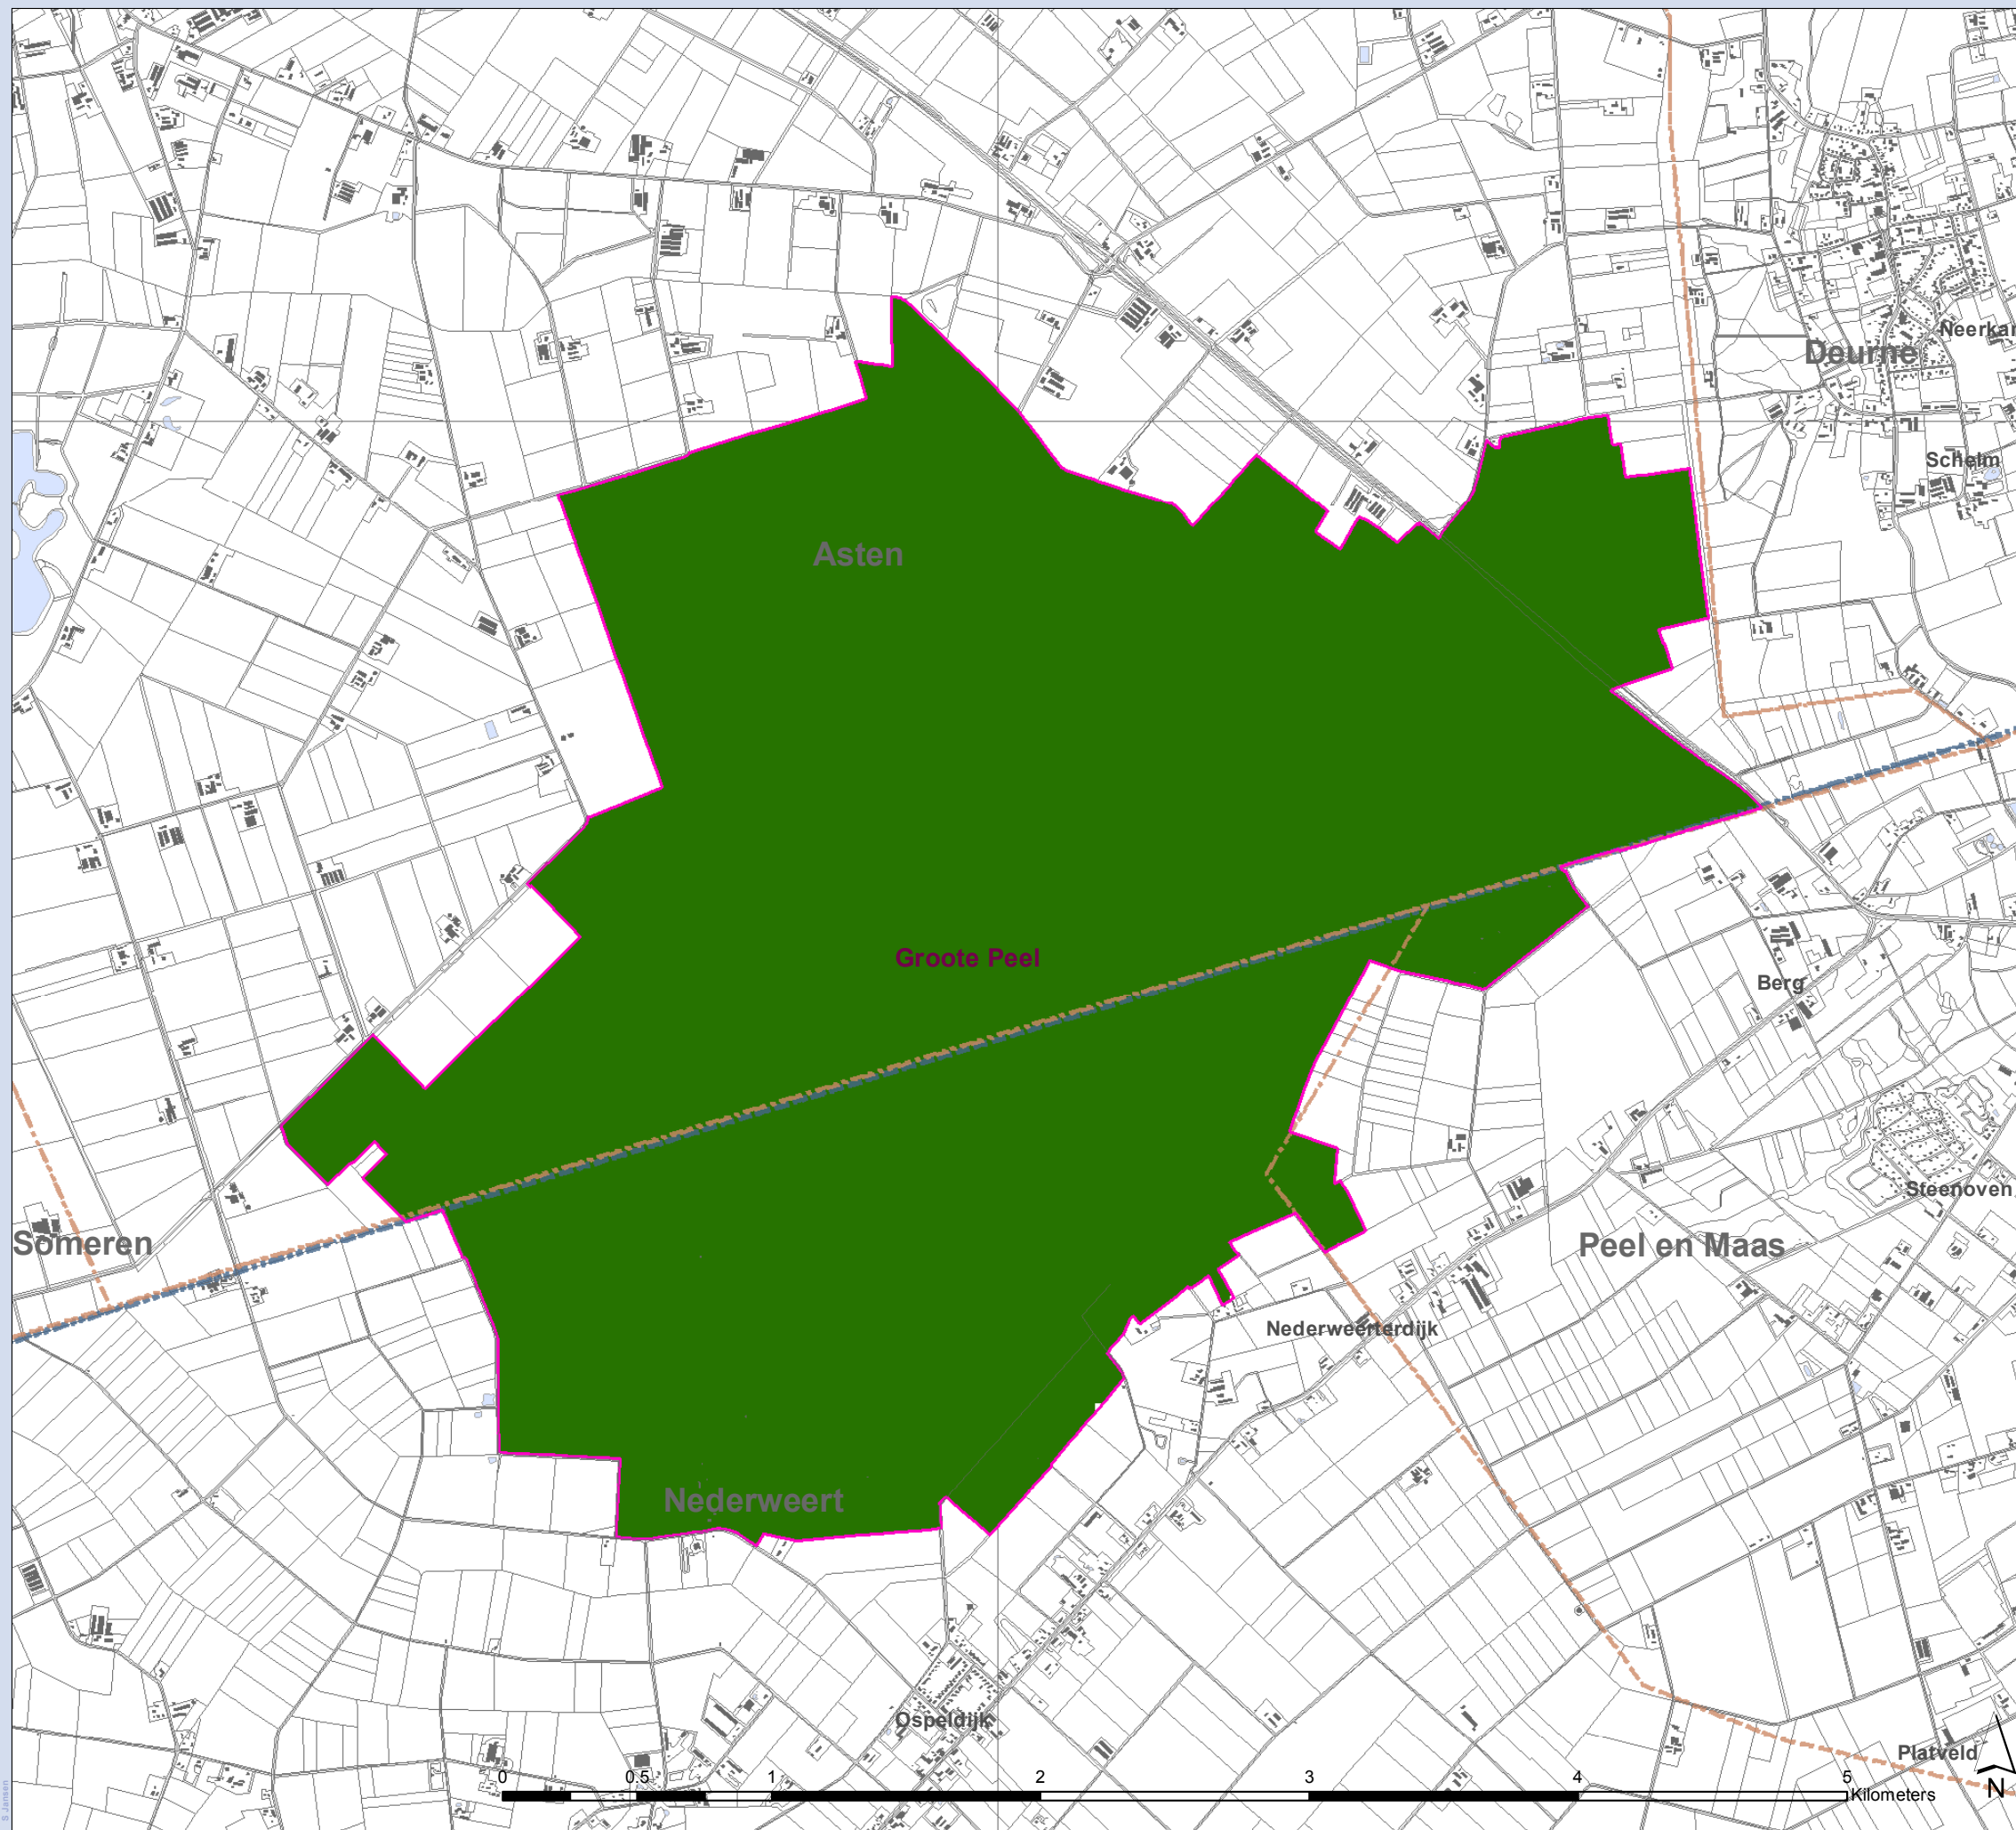 Neerkan
Deurne
Schelm
Asten
Groote Peel
Berg
Steenoven
Someren
Peel en Maas
Nederweerterdijk
Nederweert
Ospeldijk
Platveld
0 0.5 1 2 3 4 5
Kilometers
N
S Jansen